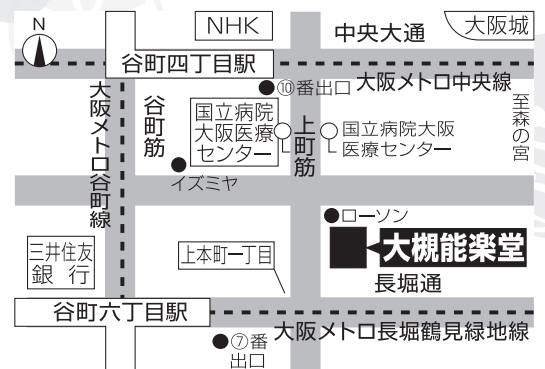 N
NHK
中央大通
大阪城
谷町四丁目駅
⑩番出口
大阪メトロ中央線
大阪メトロ谷町線
谷町筋
国立病院
大阪医療
センター
上町筋
国立病院大阪
医療センター
至森の宮
イズミヤ
ローソン
大槻能楽堂
三井住友
銀行
上本町一丁目
長堀通
谷町六丁目駅
大阪メトロ長堀鶴見緑地線
⑦番
出口